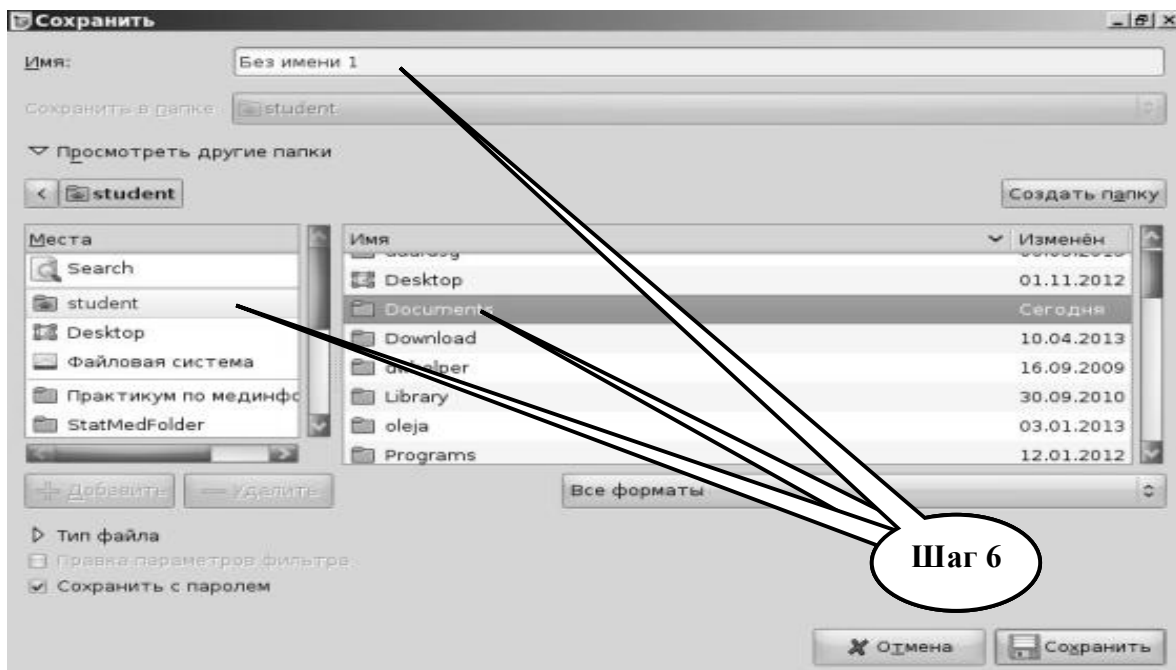 Сохранить
Имя: Без имени 1
Сохранить в папке student
Просмотреть другие папки
< student Создать папку
Места Имя Изменён
Search
Desktop 01.11.2012
student Documents Сегодня
Desktop Download 10.04.2013
Файловая система 16.09.2009
Практикум по мединфо Library 30.09.2010
StatMedFolder oleja 03.01.2013
Programs 12.01.2012
Добавить Удалить Все форматы
Тип файла
Правка параметров фильтра
Сохранить с паролем
Шаг 6
Отмена Сохранить